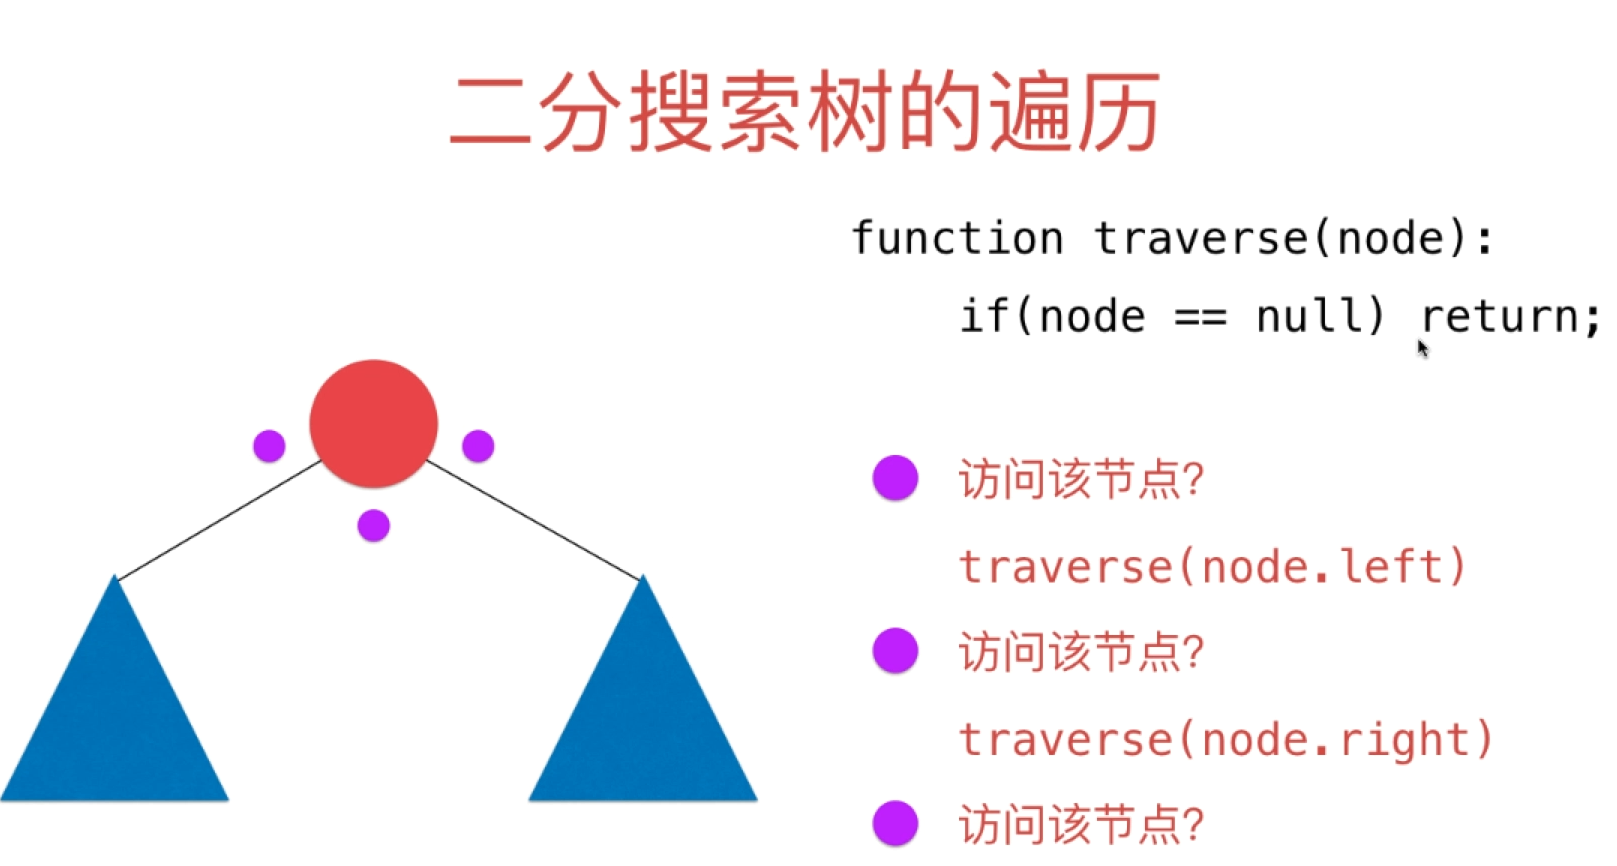 二分搜索树的遍历
function traverse(node):
if(node == null) return;
访问该节点?
traverse(node.left)
访问该节点?
traverse(node.right)
访问该节点?